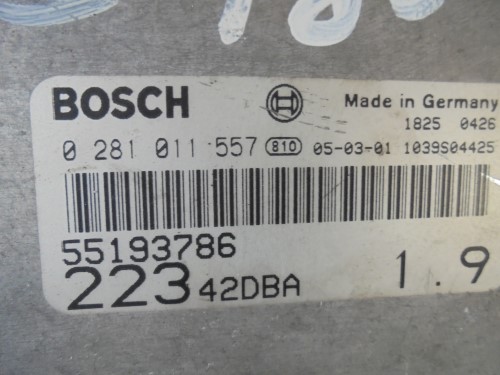 BOSCH Made in Germany
1825 0426
0 281 011 557 810 05-03-01 1039S04425
55193786
223 42DBA 1.9